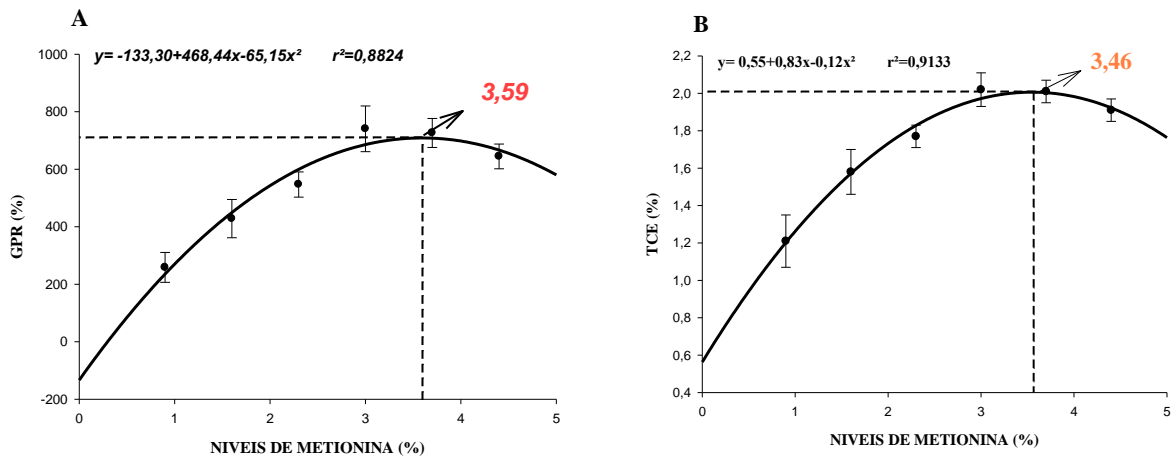 A
y= -133,30+468,44x-65,15x² r²=0,8824
3,59
GPR (%)
1000
800
600
400
200
0
-200
0 1 2 3 4 5
NIVEIS DE METIONINA (%)
B
y= 0,55+0,83x-0,12x² r²=0,9133
3,46
TCE (%)
2,2
2,0
1,8
1,6
1,4
1,2
1,0
0,8
0,6
0,4
0 1 2 3 4 5
NIVEIS DE METIONINA (%)